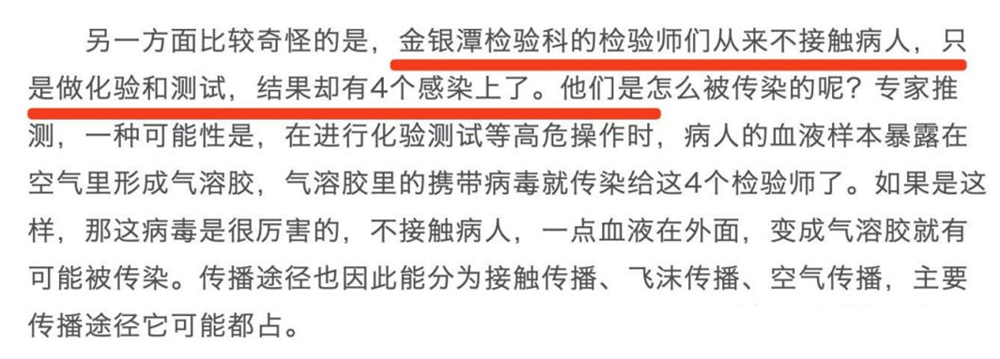 另一方面比较奇怪的是，金银潭检验科的检验师们从来不接触病人，只
是做化验和测试，结果却有4个感染上了。他们是怎么被传染的呢？专家推
测，一种可能性是，在进行化验测试等高危操作时，病人的血液样本暴露在
空气里形成气溶胶，气溶胶里的携带病毒就传染给这4个检验师了。如果是这
样，那这病毒是很厉害的，不接触病人，一点血液在外面，变成气溶胶就有
可能被传染。传播途径也因此能分为接触传播、飞沫传播、空气传播，主要
传播途径它可能都占。